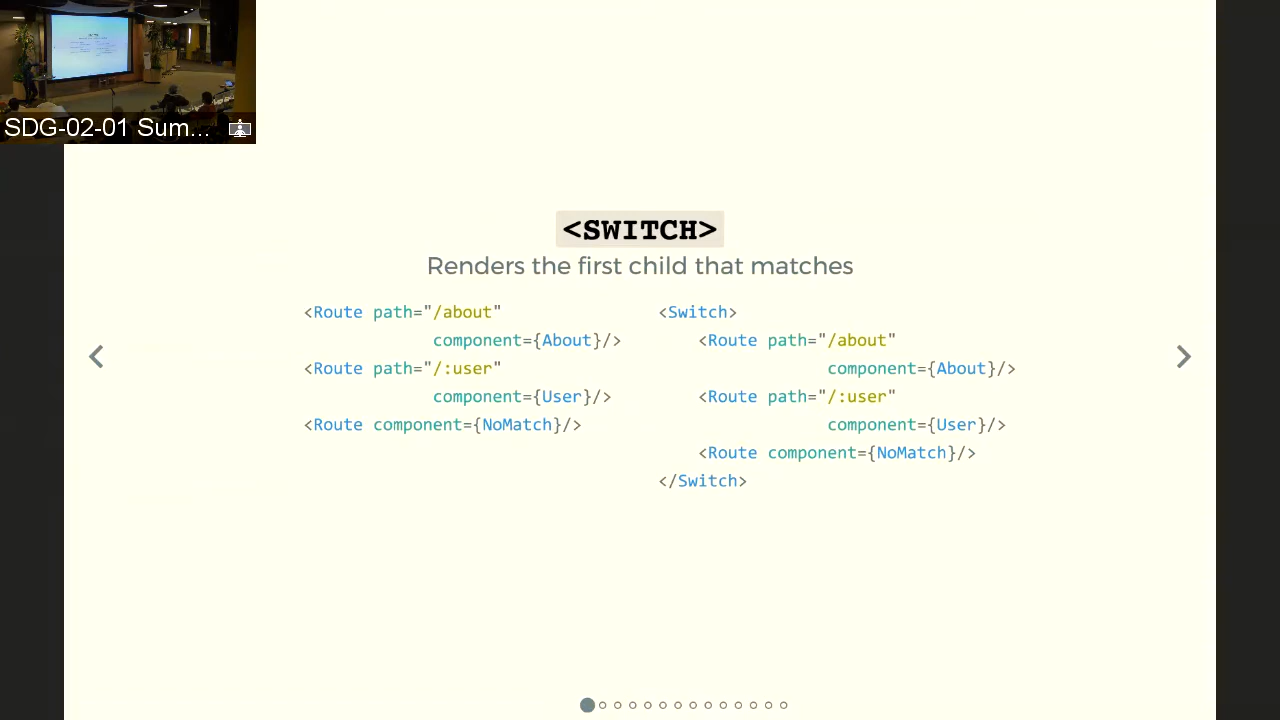 SDG-02-01 Sum...
<SWITCH>
Renders the first child that matches
<Route path="/about"
component={About}/>
<Route path="/:user"
component={User}/>
<Route component={NoMatch}/>
<Switch>
<Route path="/about"
component={About}/>
<Route path="/:user"
component={User}/>
<Route component={NoMatch}/>
</Switch>